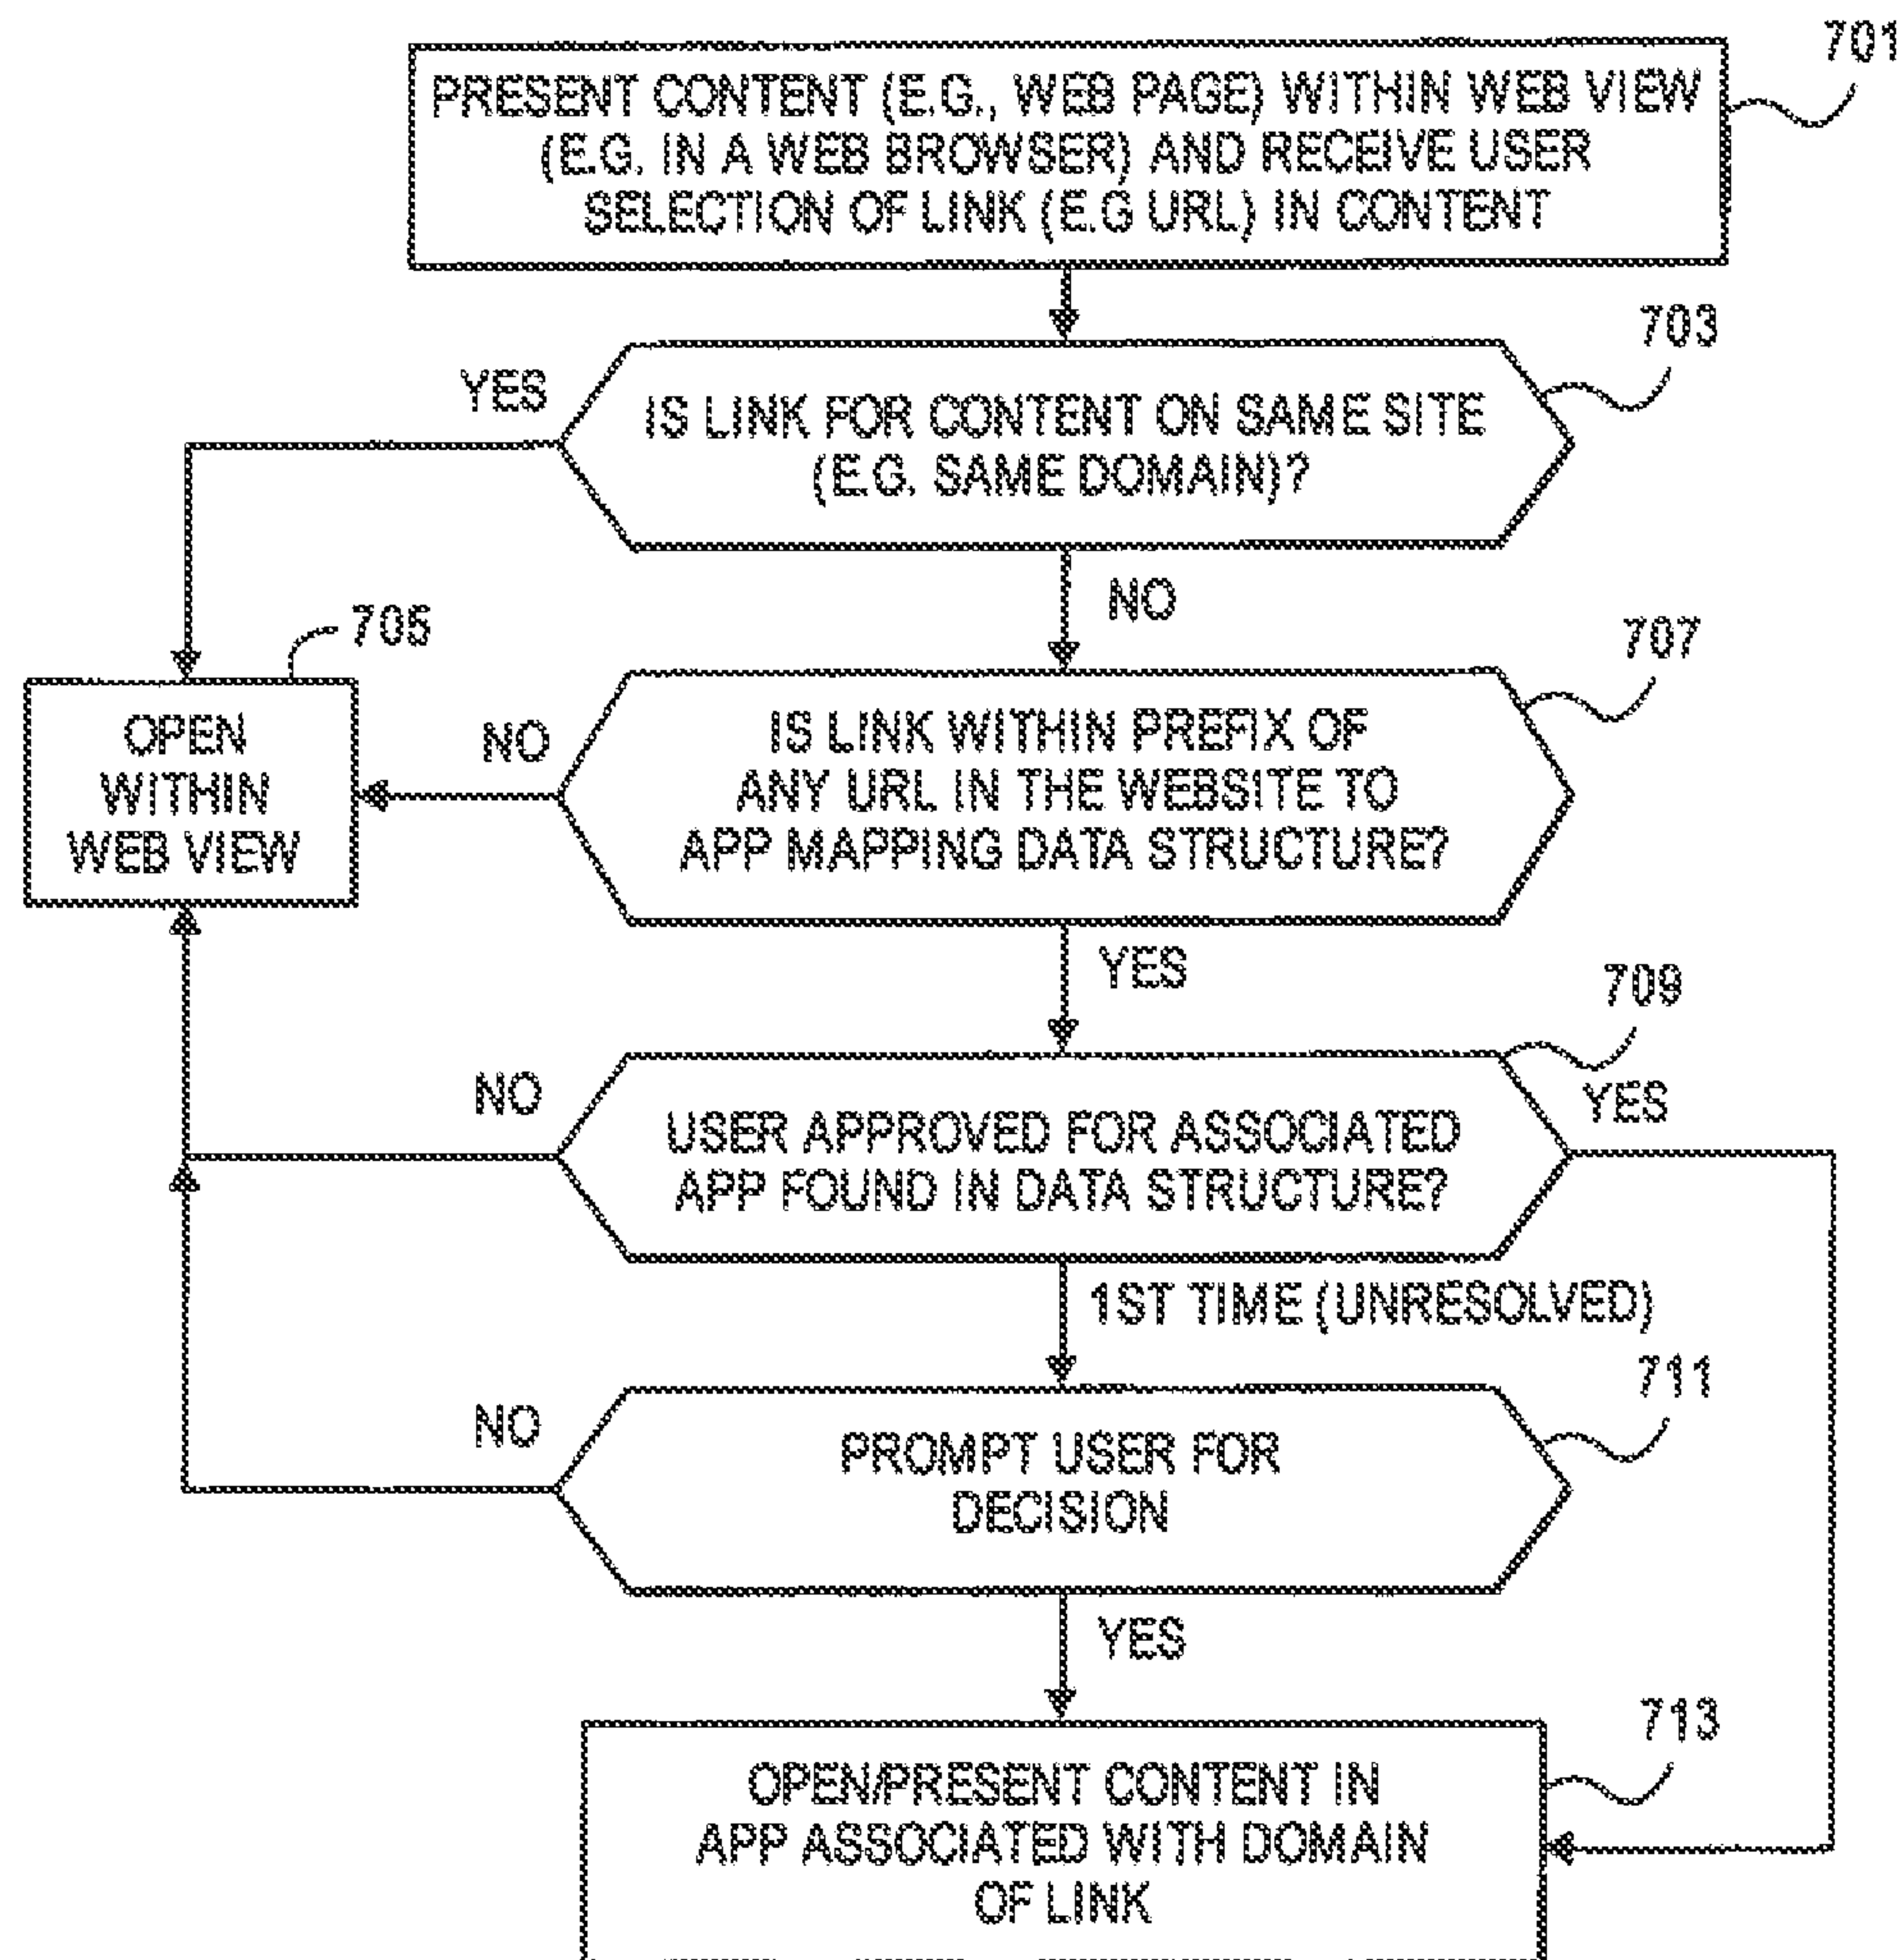 701
PRESENT CONTENT (E.G., WEB PAGE) WITHIN WEB VIEW
(E.G. IN A WEB BROWSER) AND RECEIVE USER
SELECTION OF LINK (E.G URL) IN CONTENT
703
YES
IS LINK FOR CONTENT ON SAME SITE
(E.G. SAME DOMAIN)?
NO
705
707
OPEN
WITHIN
WEB VIEW
NO
IS LINK WITHIN PREFIX OF
ANY URL IN THE WEBSITE TO
APP MAPPING DATA STRUCTURE?
YES
709
NO
YES
USER APPROVED FOR ASSOCIATED
APP FOUND IN DATA STRUCTURE?
1ST TIME (UNRESOLVED)
711
NO
PROMPT USER FOR
DECISION
YES
713
OPEN/PRESENT CONTENT IN
APP ASSOCIATED WITH DOMAIN
OF LINK